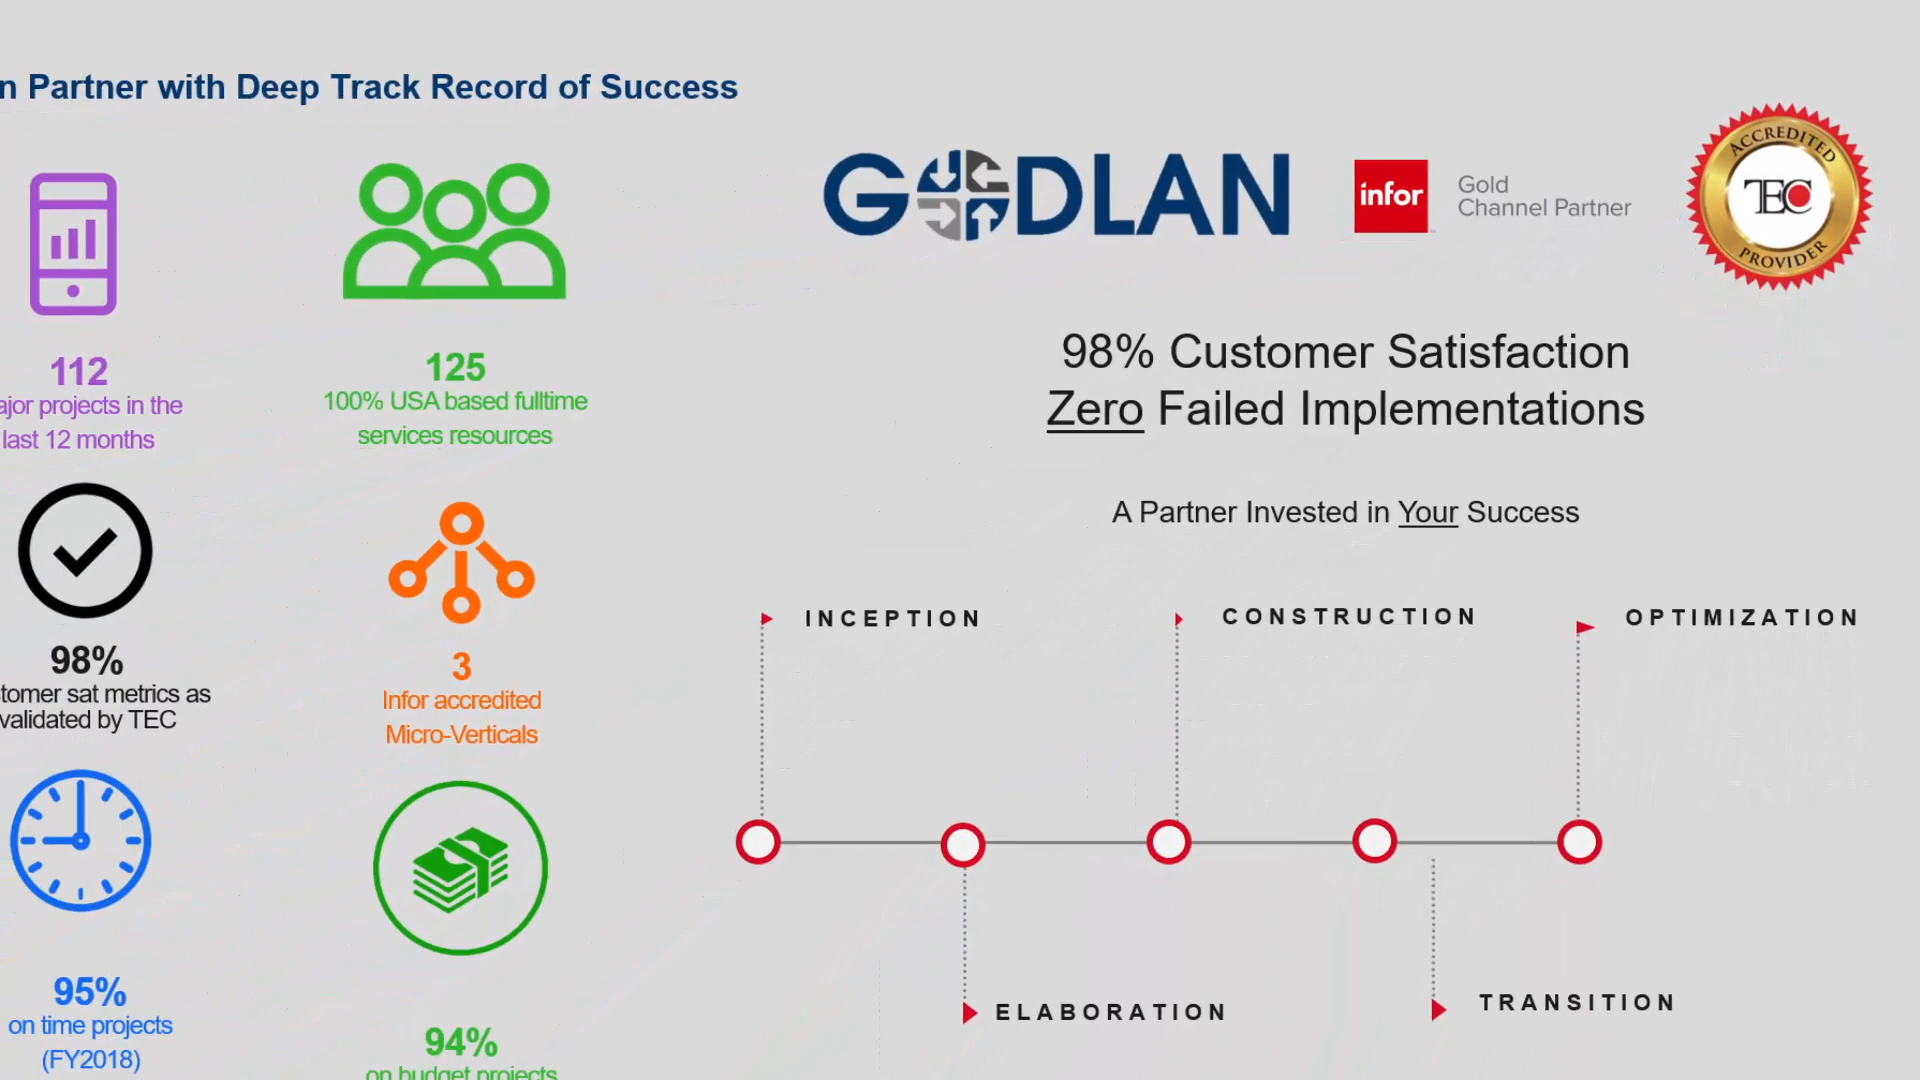 Partner with Deep Track Record of Success
112
projects in the
last 12 months
125
100% USA based fulltime
services resources
98%
sat metrics as
validated by TEC
3
Infor accredited
Micro-Verticals
95%
on time projects
(FY2018)
94%
on budget projects
GODLAN
infor
Gold
Channel Partner
ACCREDITED
TEC
PROVIDER
98% Customer Satisfaction
Zero Failed Implementations
A Partner Invested in Your Success
INCEPTION
CONSTRUCTION
OPTIMIZATION
ELABORATION
TRANSITION